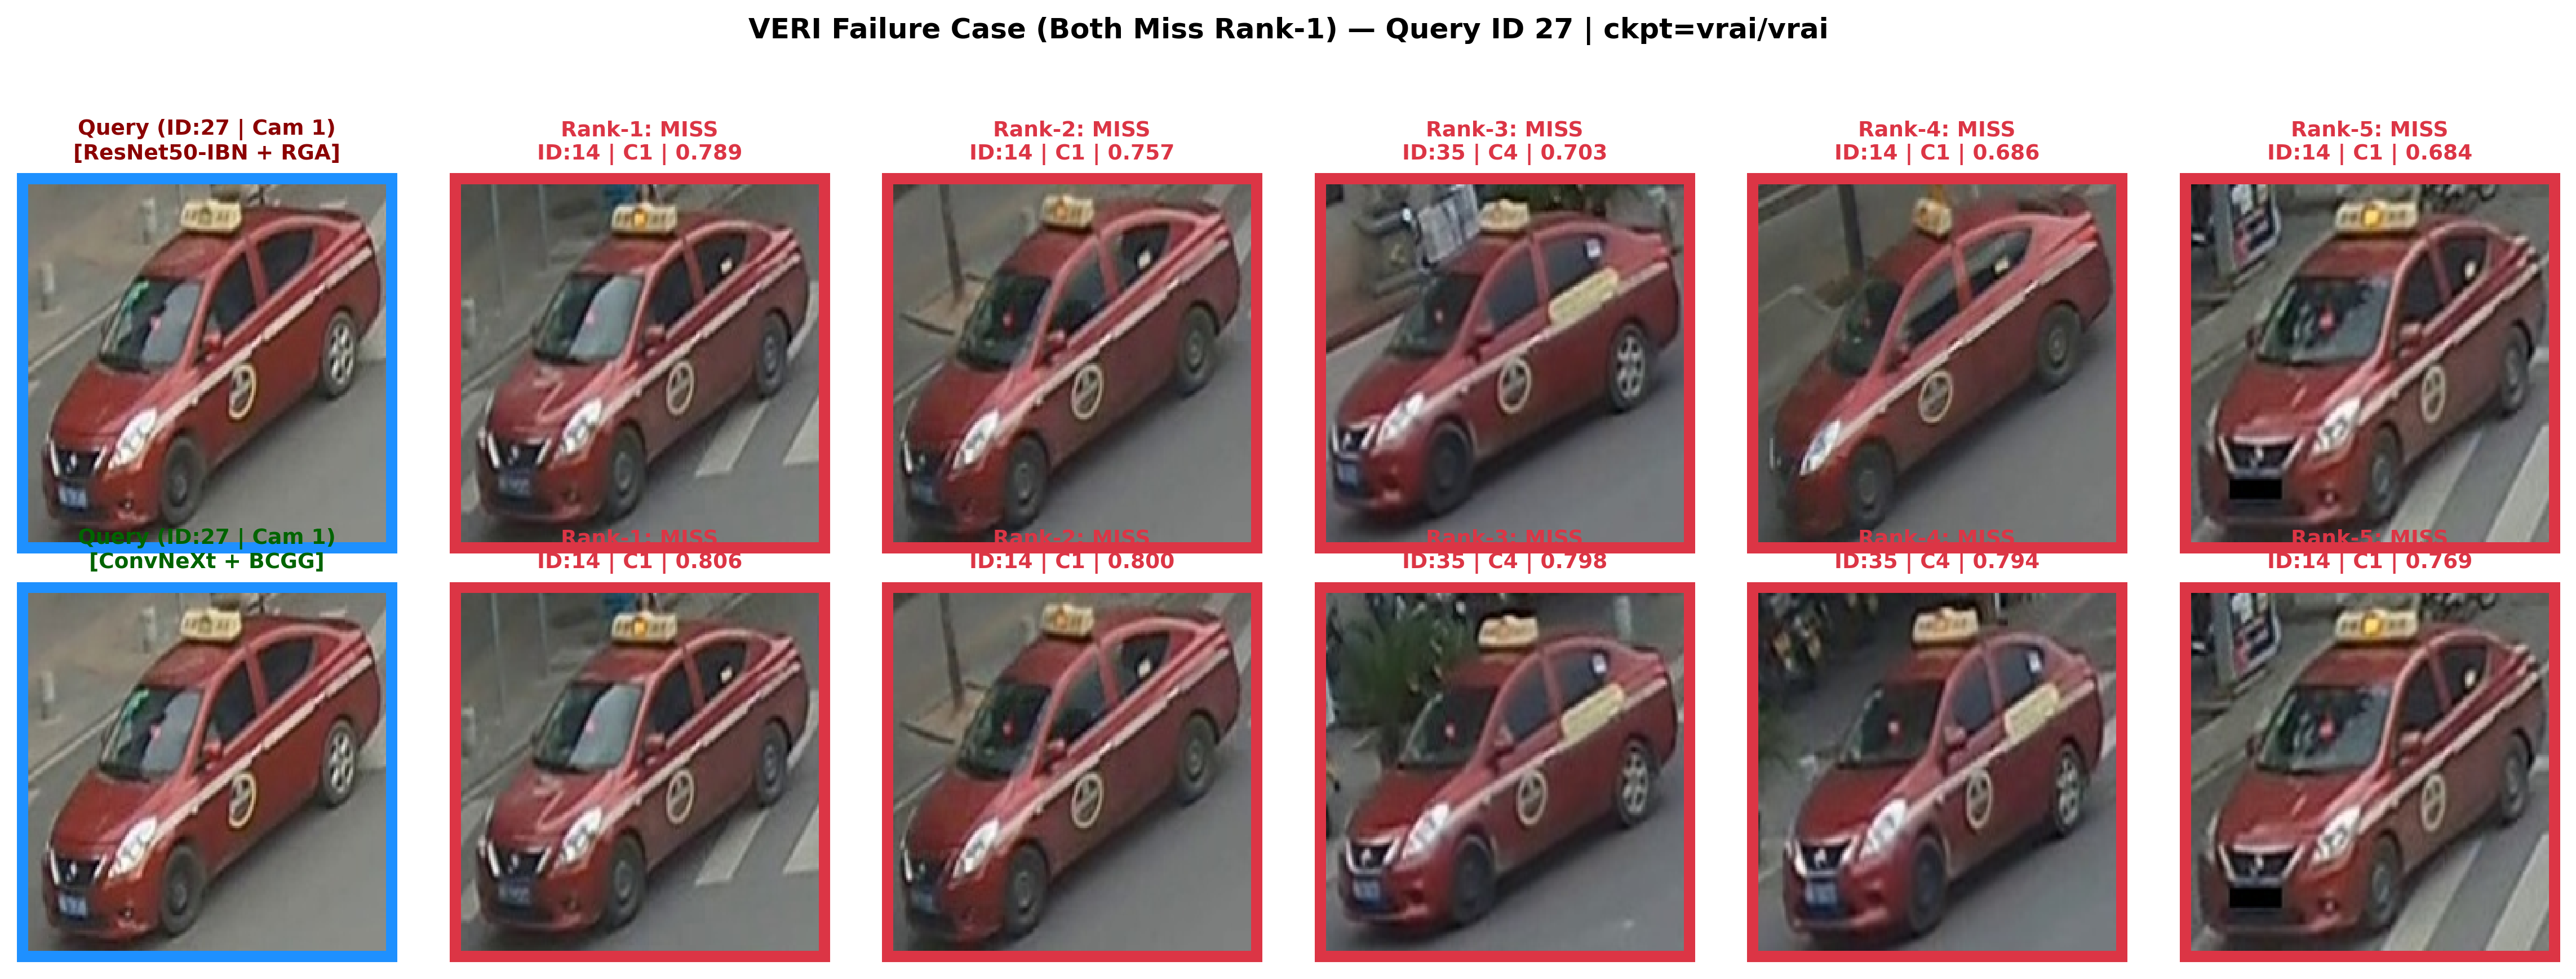 VERI Failure Case (Both Miss Rank-1) — Query ID 27 | ckpt=vrai/vrai
Query (ID:27 | Cam 1)
[ResNet50-IBN + RGA]
Rank-1: MISS
ID:14 | C1 | 0.789
Rank-2: MISS
ID:14 | C1 | 0.757
Rank-3: MISS
ID:35 | C4 | 0.703
Rank-4: MISS
ID:14 | C1 | 0.686
Rank-5: MISS
ID:14 | C1 | 0.684
Query (ID:27 | Cam 1)
[ConvNeXt + BCGG]
Rank-1: MISS
ID:14 | C1 | 0.806
Rank-2: MISS
ID:14 | C1 | 0.800
Rank-3: MISS
ID:35 | C4 | 0.798
Rank-4: MISS
ID:35 | C4 | 0.794
Rank-5: MISS
ID:14 | C1 | 0.769